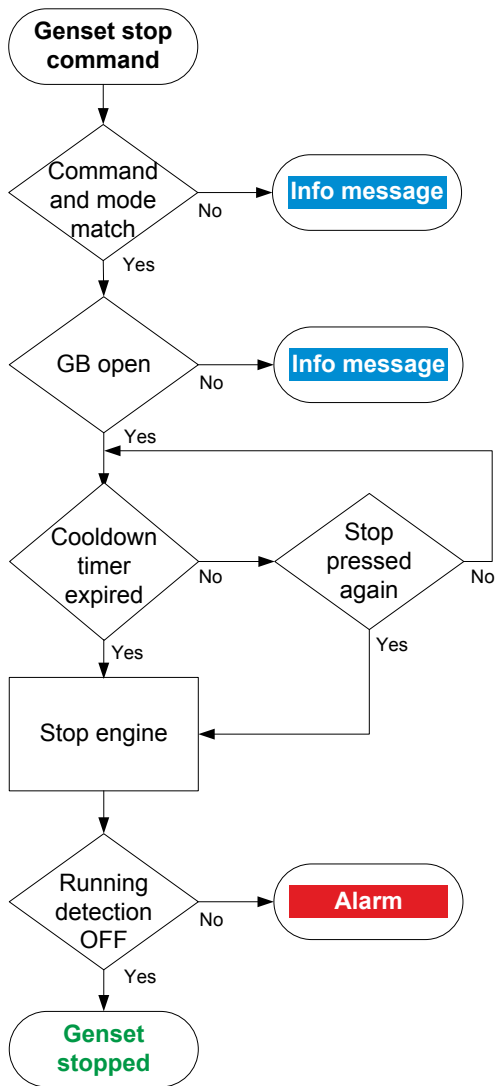 Genset stop
command
Command
and mode
match
No
Info message
Yes
GB open
No
Info message
Yes
Cooldown
timer
expired
No
Stop
pressed
again
No
Yes
Yes
Stop engine
Running
detection
OFF
No
Alarm
Yes
Genset
stopped